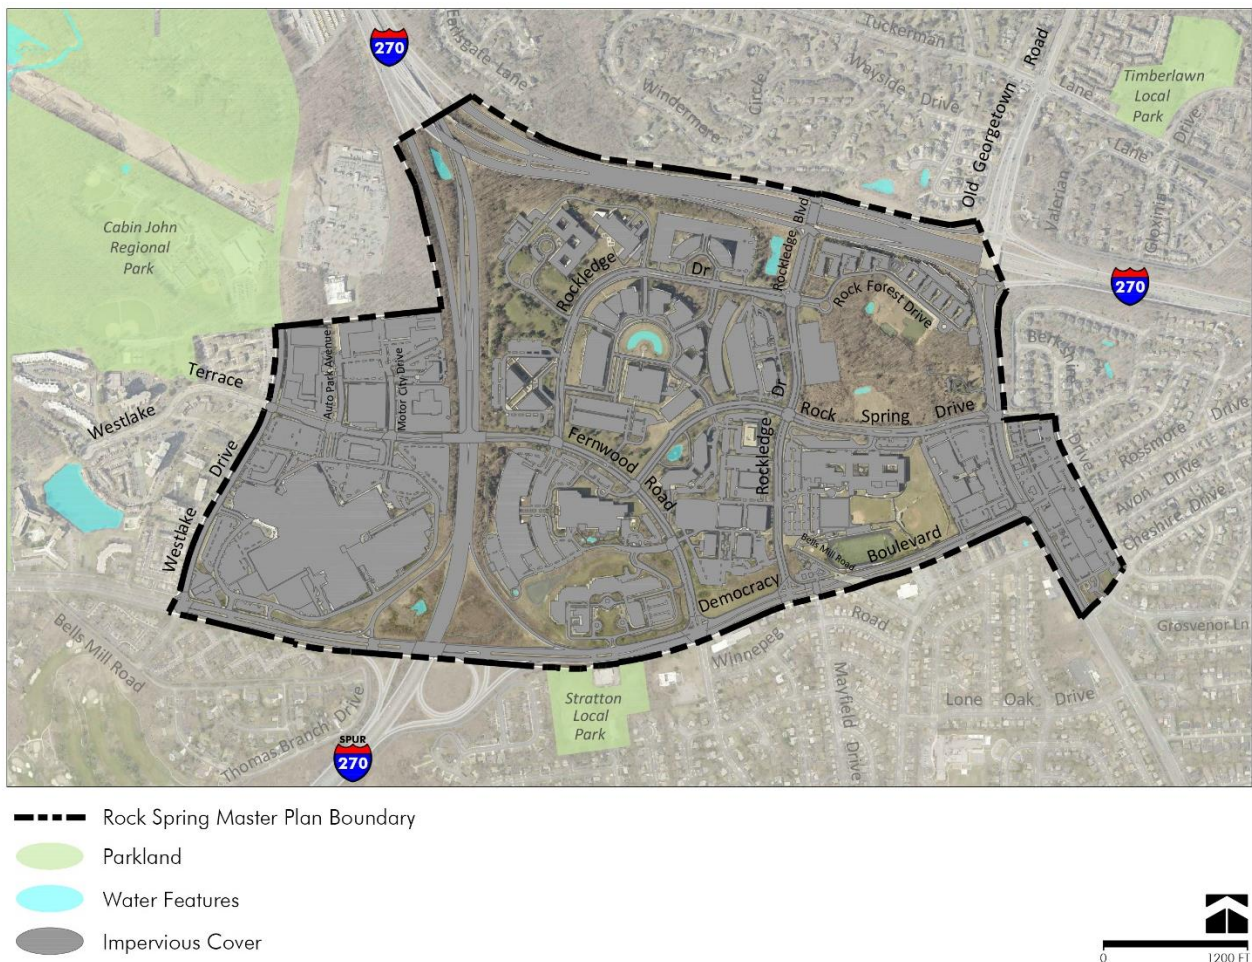 270
Earlsgate Lane
Tuckerman
Lane
Old Georgetown Road
Wayside Drive
Windermere
Circle
Timberlawn
Local
Park
Drive
Lane
Valerian
Gloxinia
Cabin John
Regional
Park
Rockledge Blvd
Rockledge
Dr
Rock Forest Drive
270
Auto Park Avenue
Motor City Drive
Terrace
Westlake
Westlake Drive
Dr
Rock Spring Drive
Fernwood
Road
Rockledge
Drive
Rossmore
Drive
Avon Drive
Cheshire Drive
Bells Mill Road
Democracy
Boulevard
Bells Mill Road
Winnepeg
Road
Grosvenor Ln
Mayfield Drive
Lone Oak Drive
Stratton
Local
Park
Thomas Branch Drive
SPUR
270
Rock Spring Master Plan Boundary
Parkland
Water Features
Impervious Cover
0
1200 FT